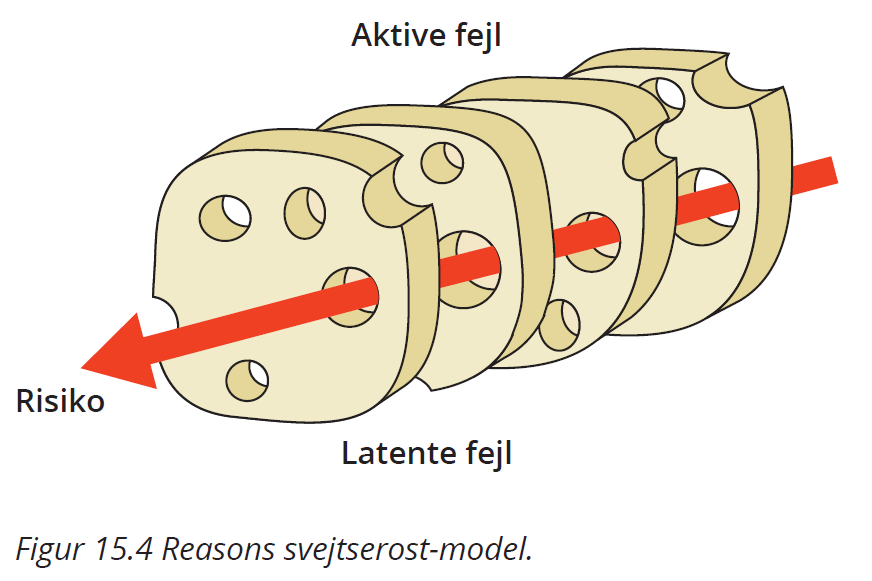 Aktive fejl
Risiko
Latente fejl
Figur 15.4 Reasons svejtserost-model.